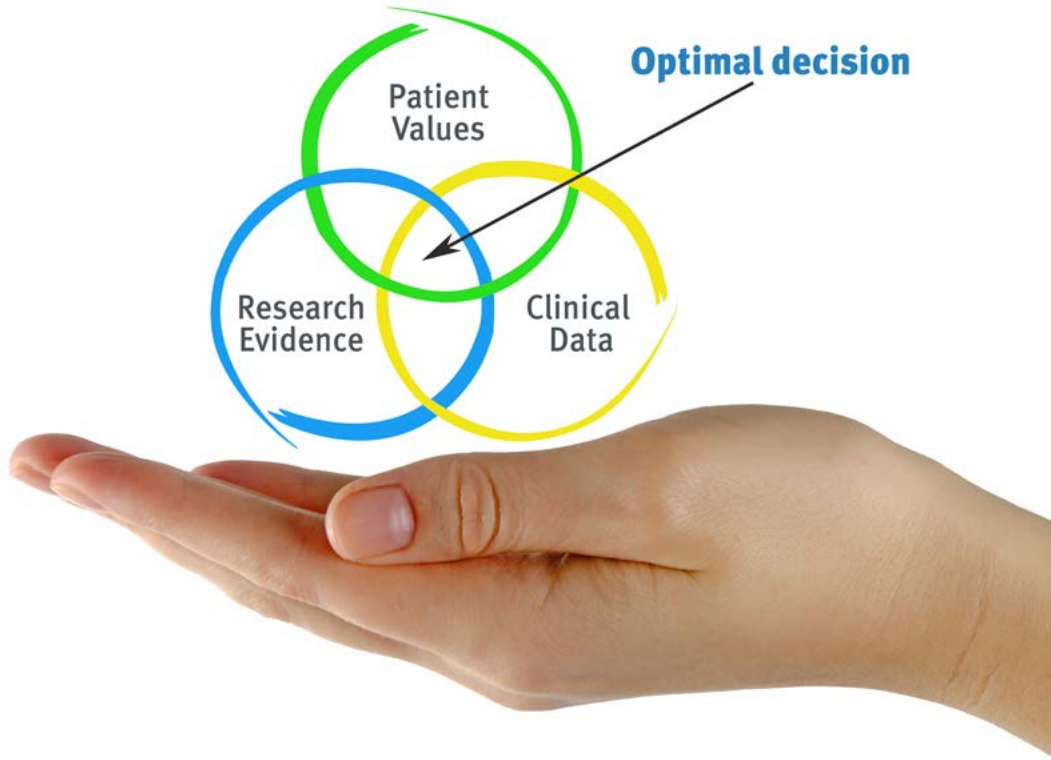 Optimal decision
Patient
Values
Research
Evidence
Clinical
Data